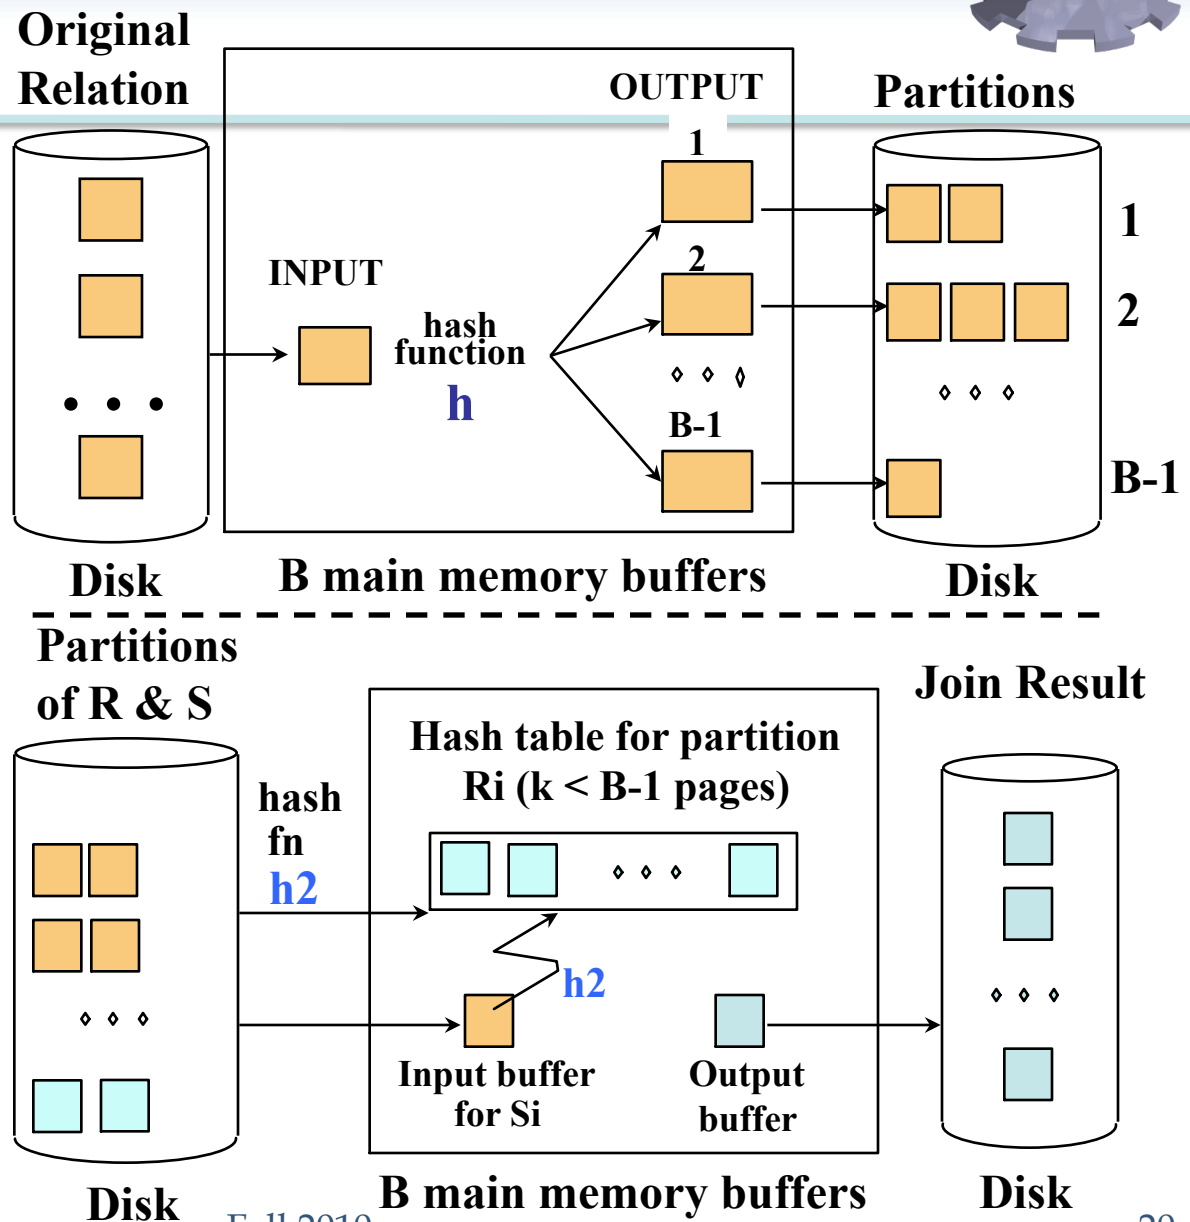 Original
Relation
OUTPUT
Partitions
1
1
INPUT
2
2
hash
function
h
B-1
B-1
Disk
B main memory buffers
Disk
Partitions
of R & S
Join Result
Hash table for partition
Ri (k < B-1 pages)
hash
fn
h2
h2
Input buffer
for Si
Output
buffer
Disk
B main memory buffers
Disk